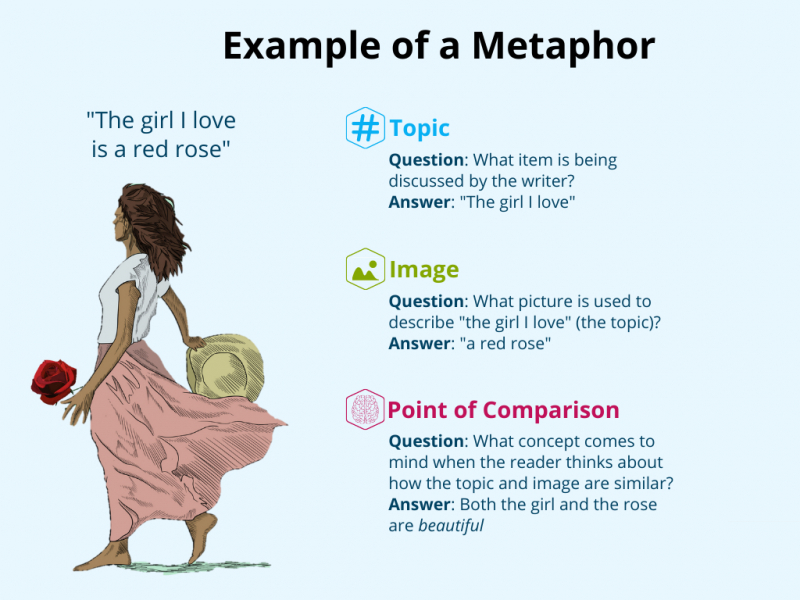 Example of a Metaphor
"The girl I love
is a red rose"
# Topic
Question: What item is being
discussed by the writer?
Answer: "The girl I love"
Image
Question: What picture is used to
describe "the girl I love" (the topic)?
Answer: "a red rose"
Point of Comparison
Question: What concept comes to
mind when the reader thinks about
how the topic and image are similar?
Answer: Both the girl and the rose
are beautiful